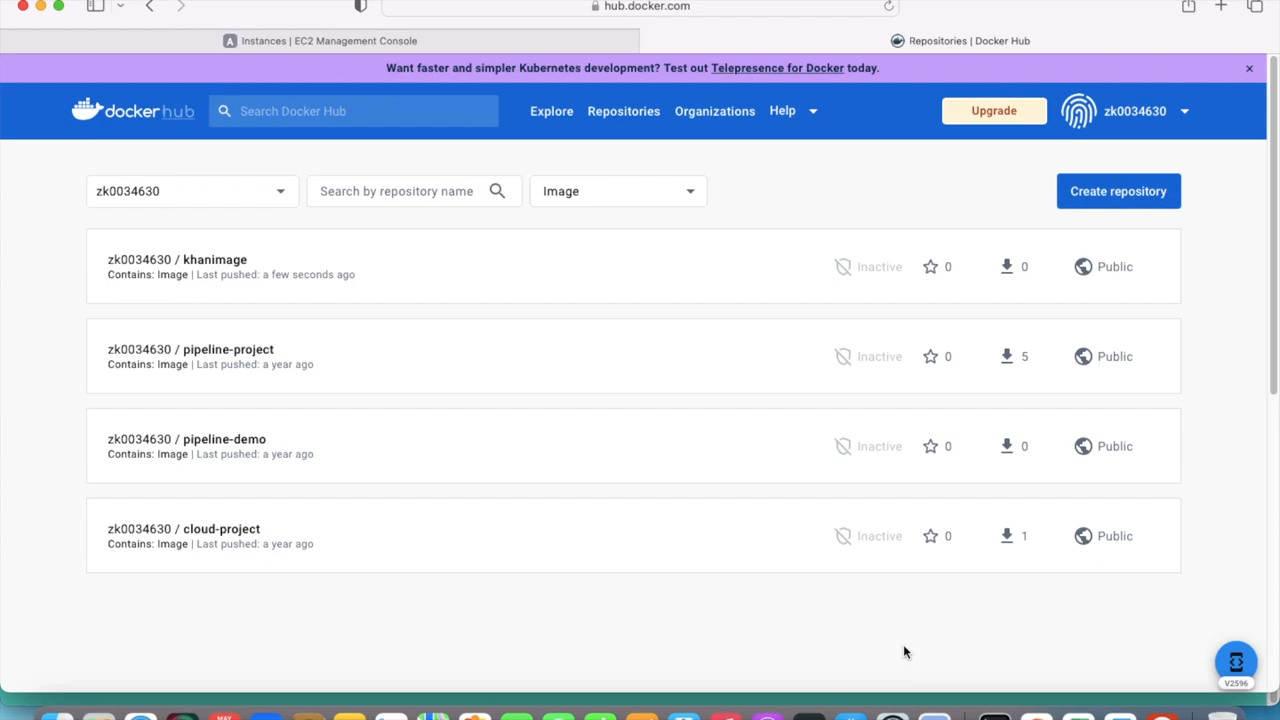 hub.docker.com
A Instances | EC2 Management Console
Repositories | Docker Hub
Want faster and simpler Kubernetes development? Test out Telepresence for Docker today.
dockerhub
Search Docker Hub
Explore Repositories Organizations Help
Upgrade
zk0034630
zk0034630
Search by repository name
Image
Create repository
zk0034630 / khanimage
Contains: Image | Last pushed: a few seconds ago
Inactive 0 0 Public
zk0034630 / pipeline-project
Contains: Image | Last pushed: a year ago
Inactive 0 5 Public
zk0034630 / pipeline-demo
Contains: Image | Last pushed: a year ago
Inactive 0 0 Public
zk0034630 / cloud-project
Contains: Image | Last pushed: a year ago
Inactive 0 1 Public
V2596
MAY